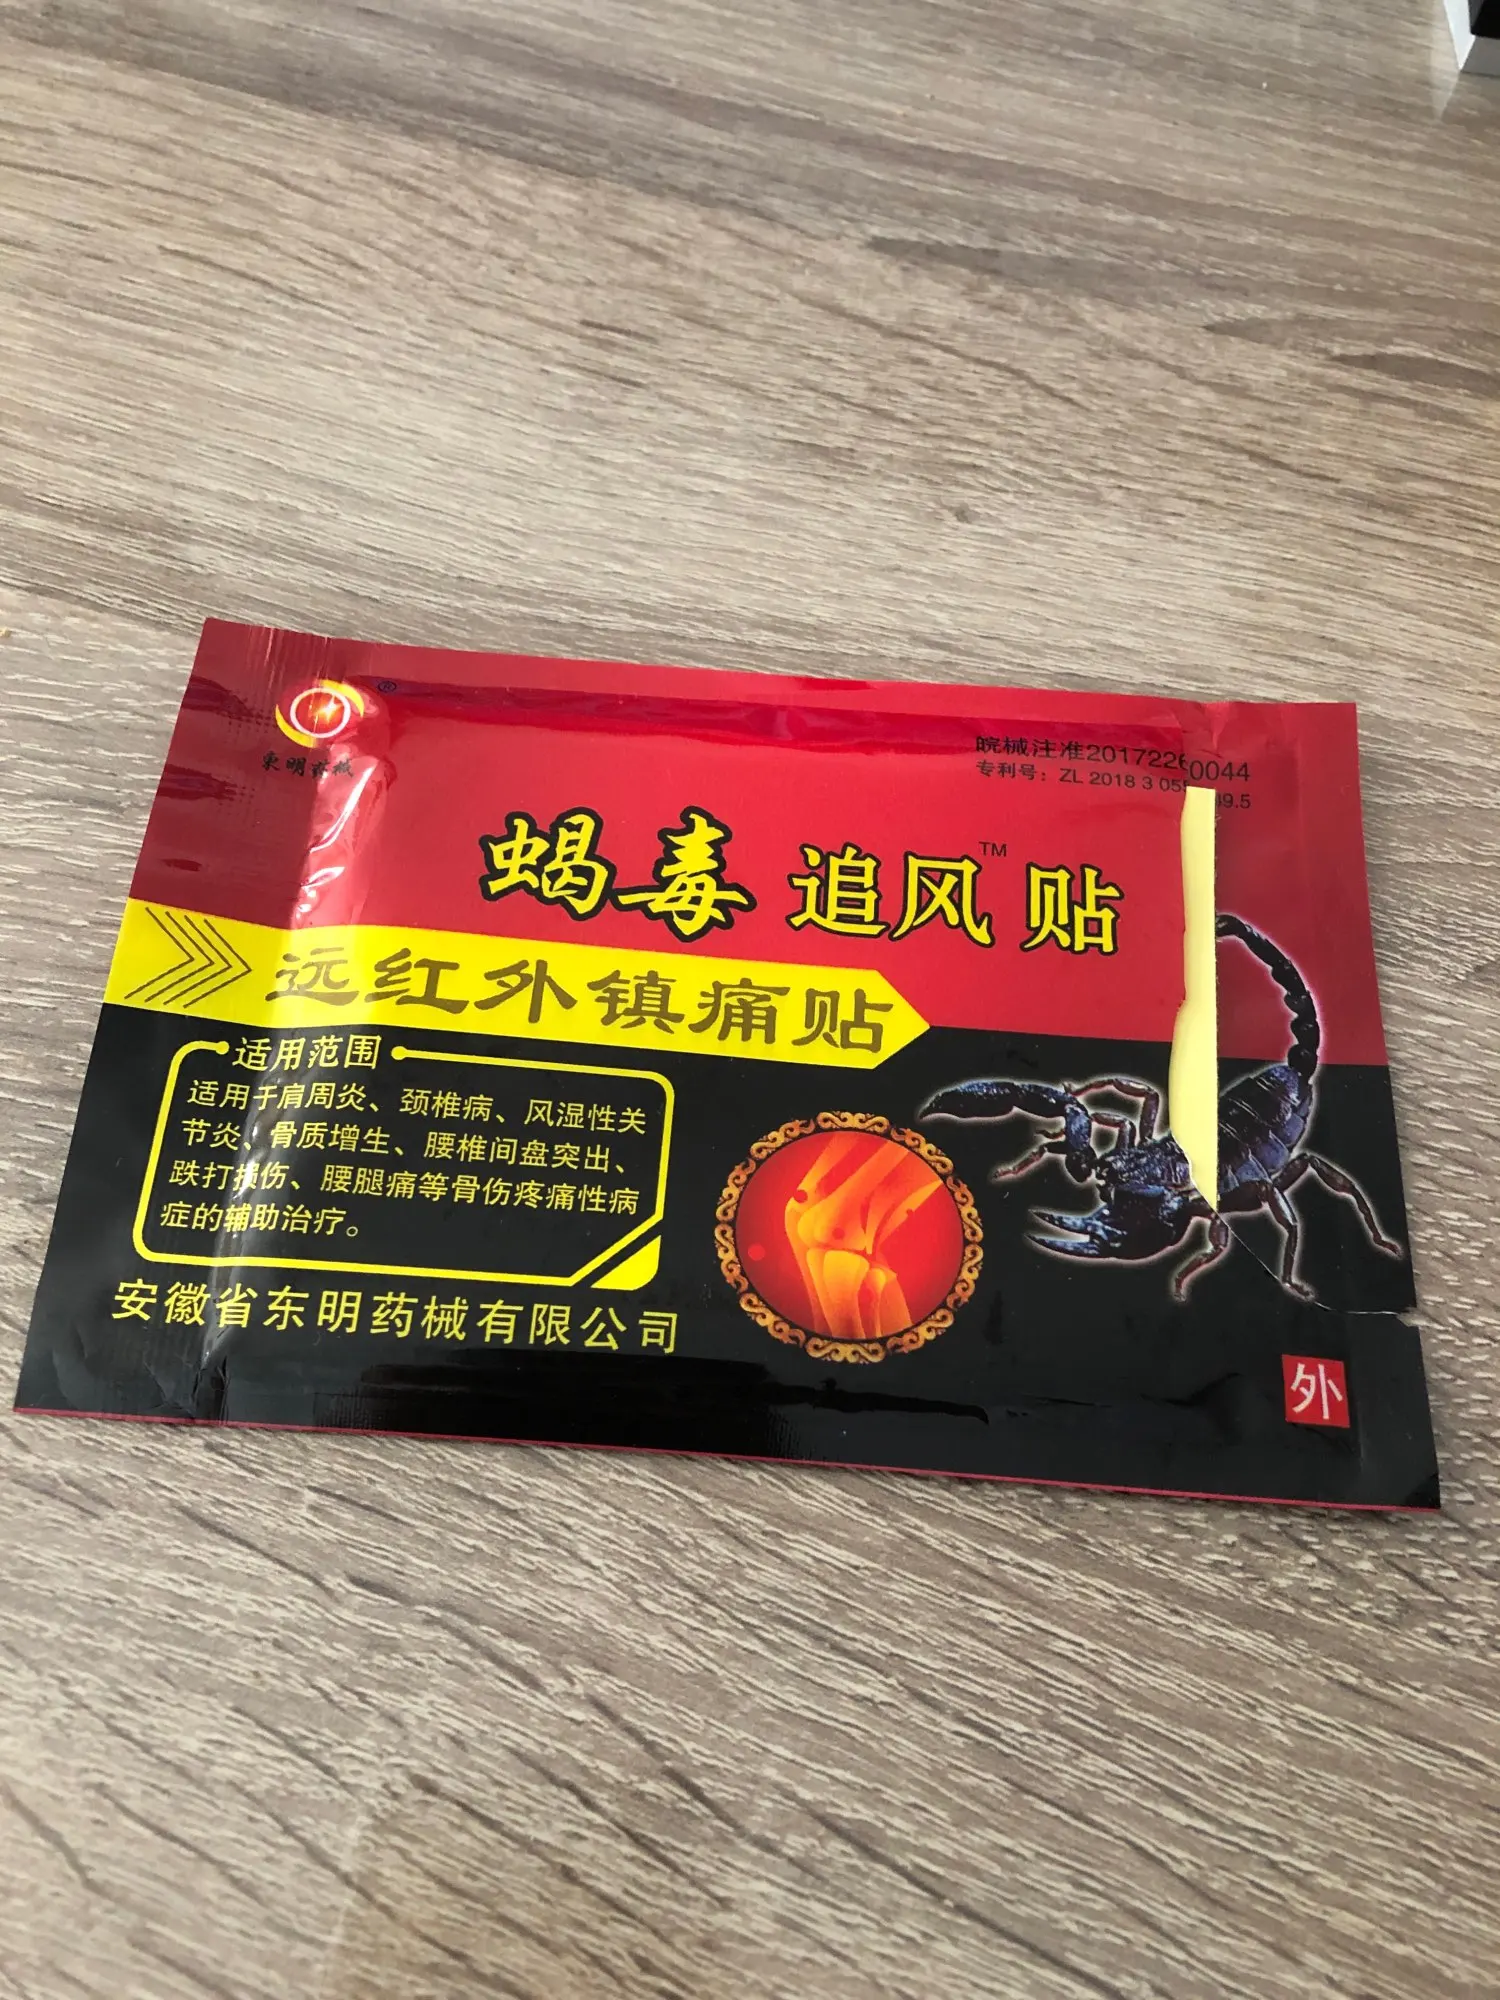 ®
東明药械
皖械注准20172260044
专利号：ZL 2018 3 055 49.5
蝎毒 追风™ 贴
远红外镇痛贴
适用范围
适用于肩周炎、颈椎病、风湿性关
节炎、骨质增生、腰椎间盘突出、
跌打损伤、腰腿痛等骨伤疼痛性病
症的辅助治疗。
安徽省东明药械有限公司
外